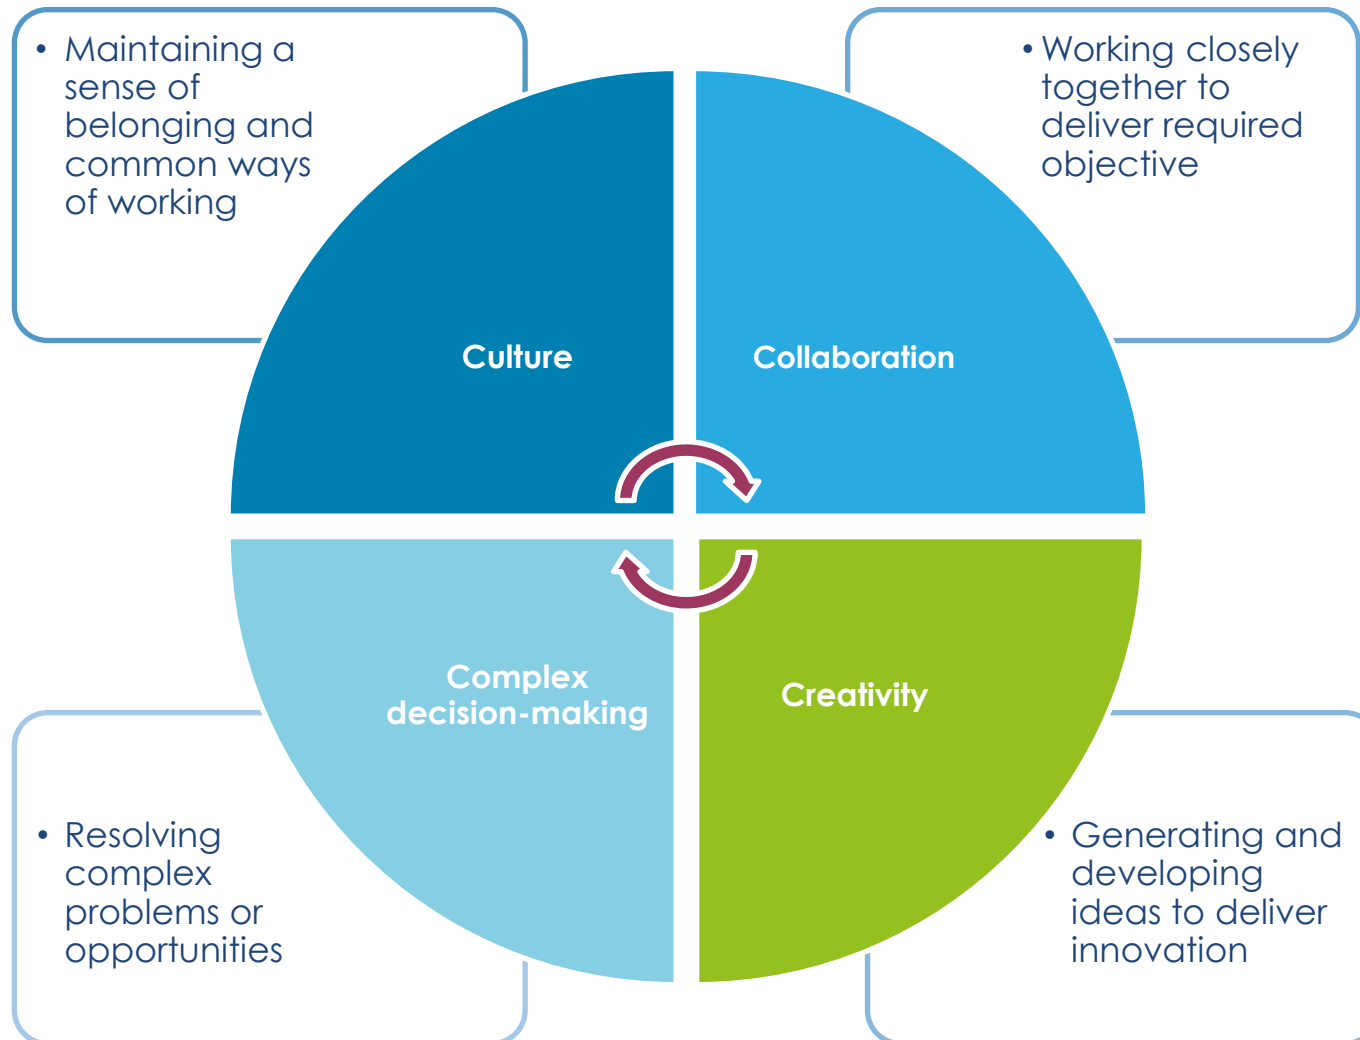 • Maintaining a
sense of
belonging and
common ways
of working
• Working closely
together to
deliver required
objective
Culture
Collaboration
Complex
decision-making
Creativity
• Resolving
complex
problems or
opportunities
• Generating and
developing
ideas to deliver
innovation